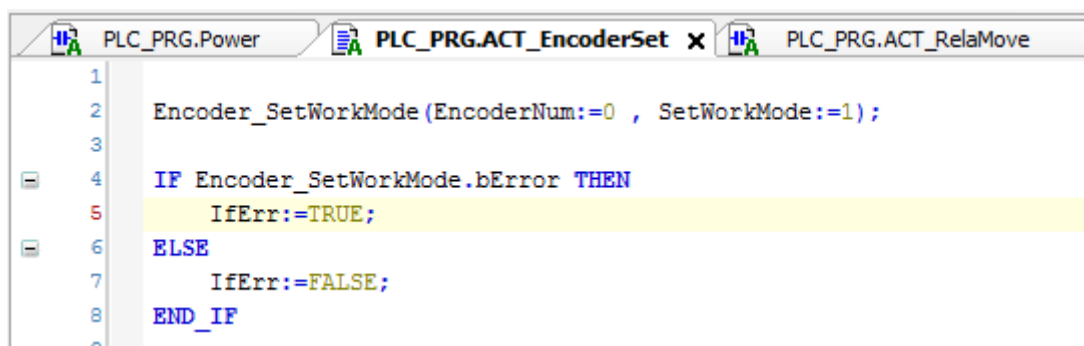 PLC_PRG.Power PLC_PRG.ACT_EncoderSet x PLC_PRG.ACT_RelaMove
1
2 Encoder_SetWorkMode(EncoderNum:=0 , SetWorkMode:=1);
3
4 IF Encoder_SetWorkMode.bError THEN
5 IfErr:=TRUE;
6 ELSE
7 IfErr:=FALSE;
8 END_IF